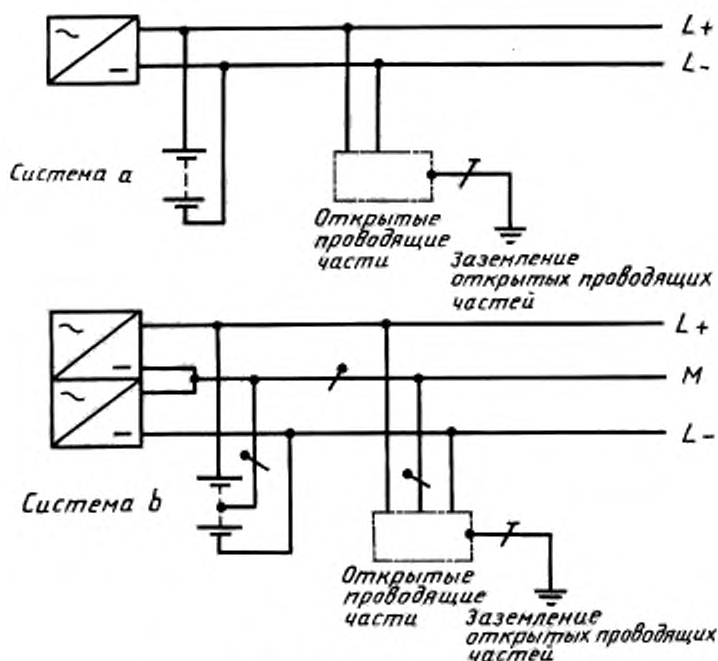 L+
L-
Система a
Открытые
проводящие
части
Заземление
открытых проводящих
частей
L+
M
L-
Система b
Открытые
проводящие
части
Заземление
открытых проводящих
частей